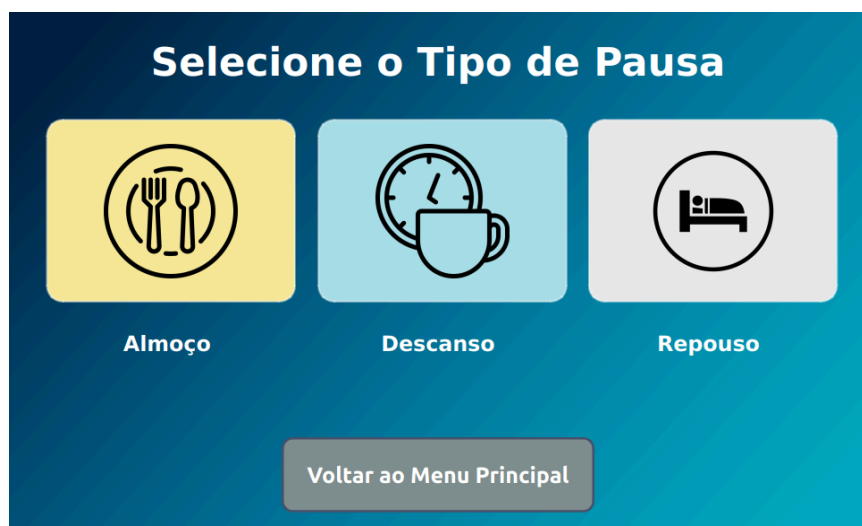 Selecione o Tipo de Pausa
Almoço
Descanso
Repouso
Voltar ao Menu Principal